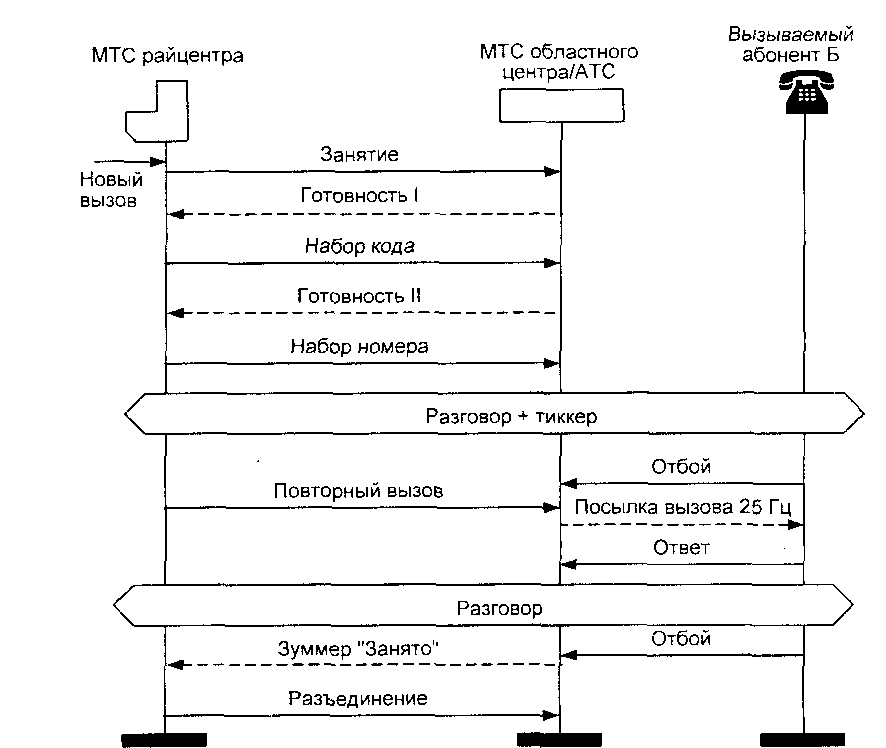 МТС райцентра
МТС областного
центра/АТС
Вызываемый
абонент Б
Новый
вызов
Занятие
Готовность I
Набор кода
Готовность II
Набор номера
Разговор + тиккер
Отбой
Повторный вызов
Посылка вызова 25 Гц
Ответ
Разговор
Отбой
Зуммер "Занято"
Разъединение